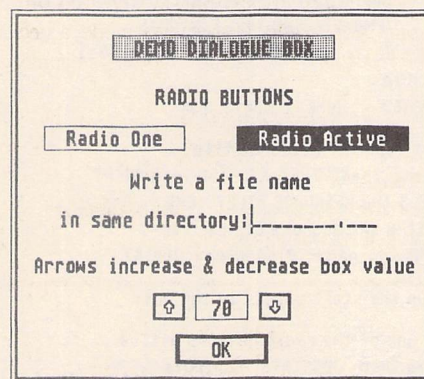 DEMO DIALOGUE BOX
RADIO BUTTONS
Radio One Radio Active
Write a file name
in same directory:________.___
Arrows increase & decrease box value
⇧ 70 ⇩
OK